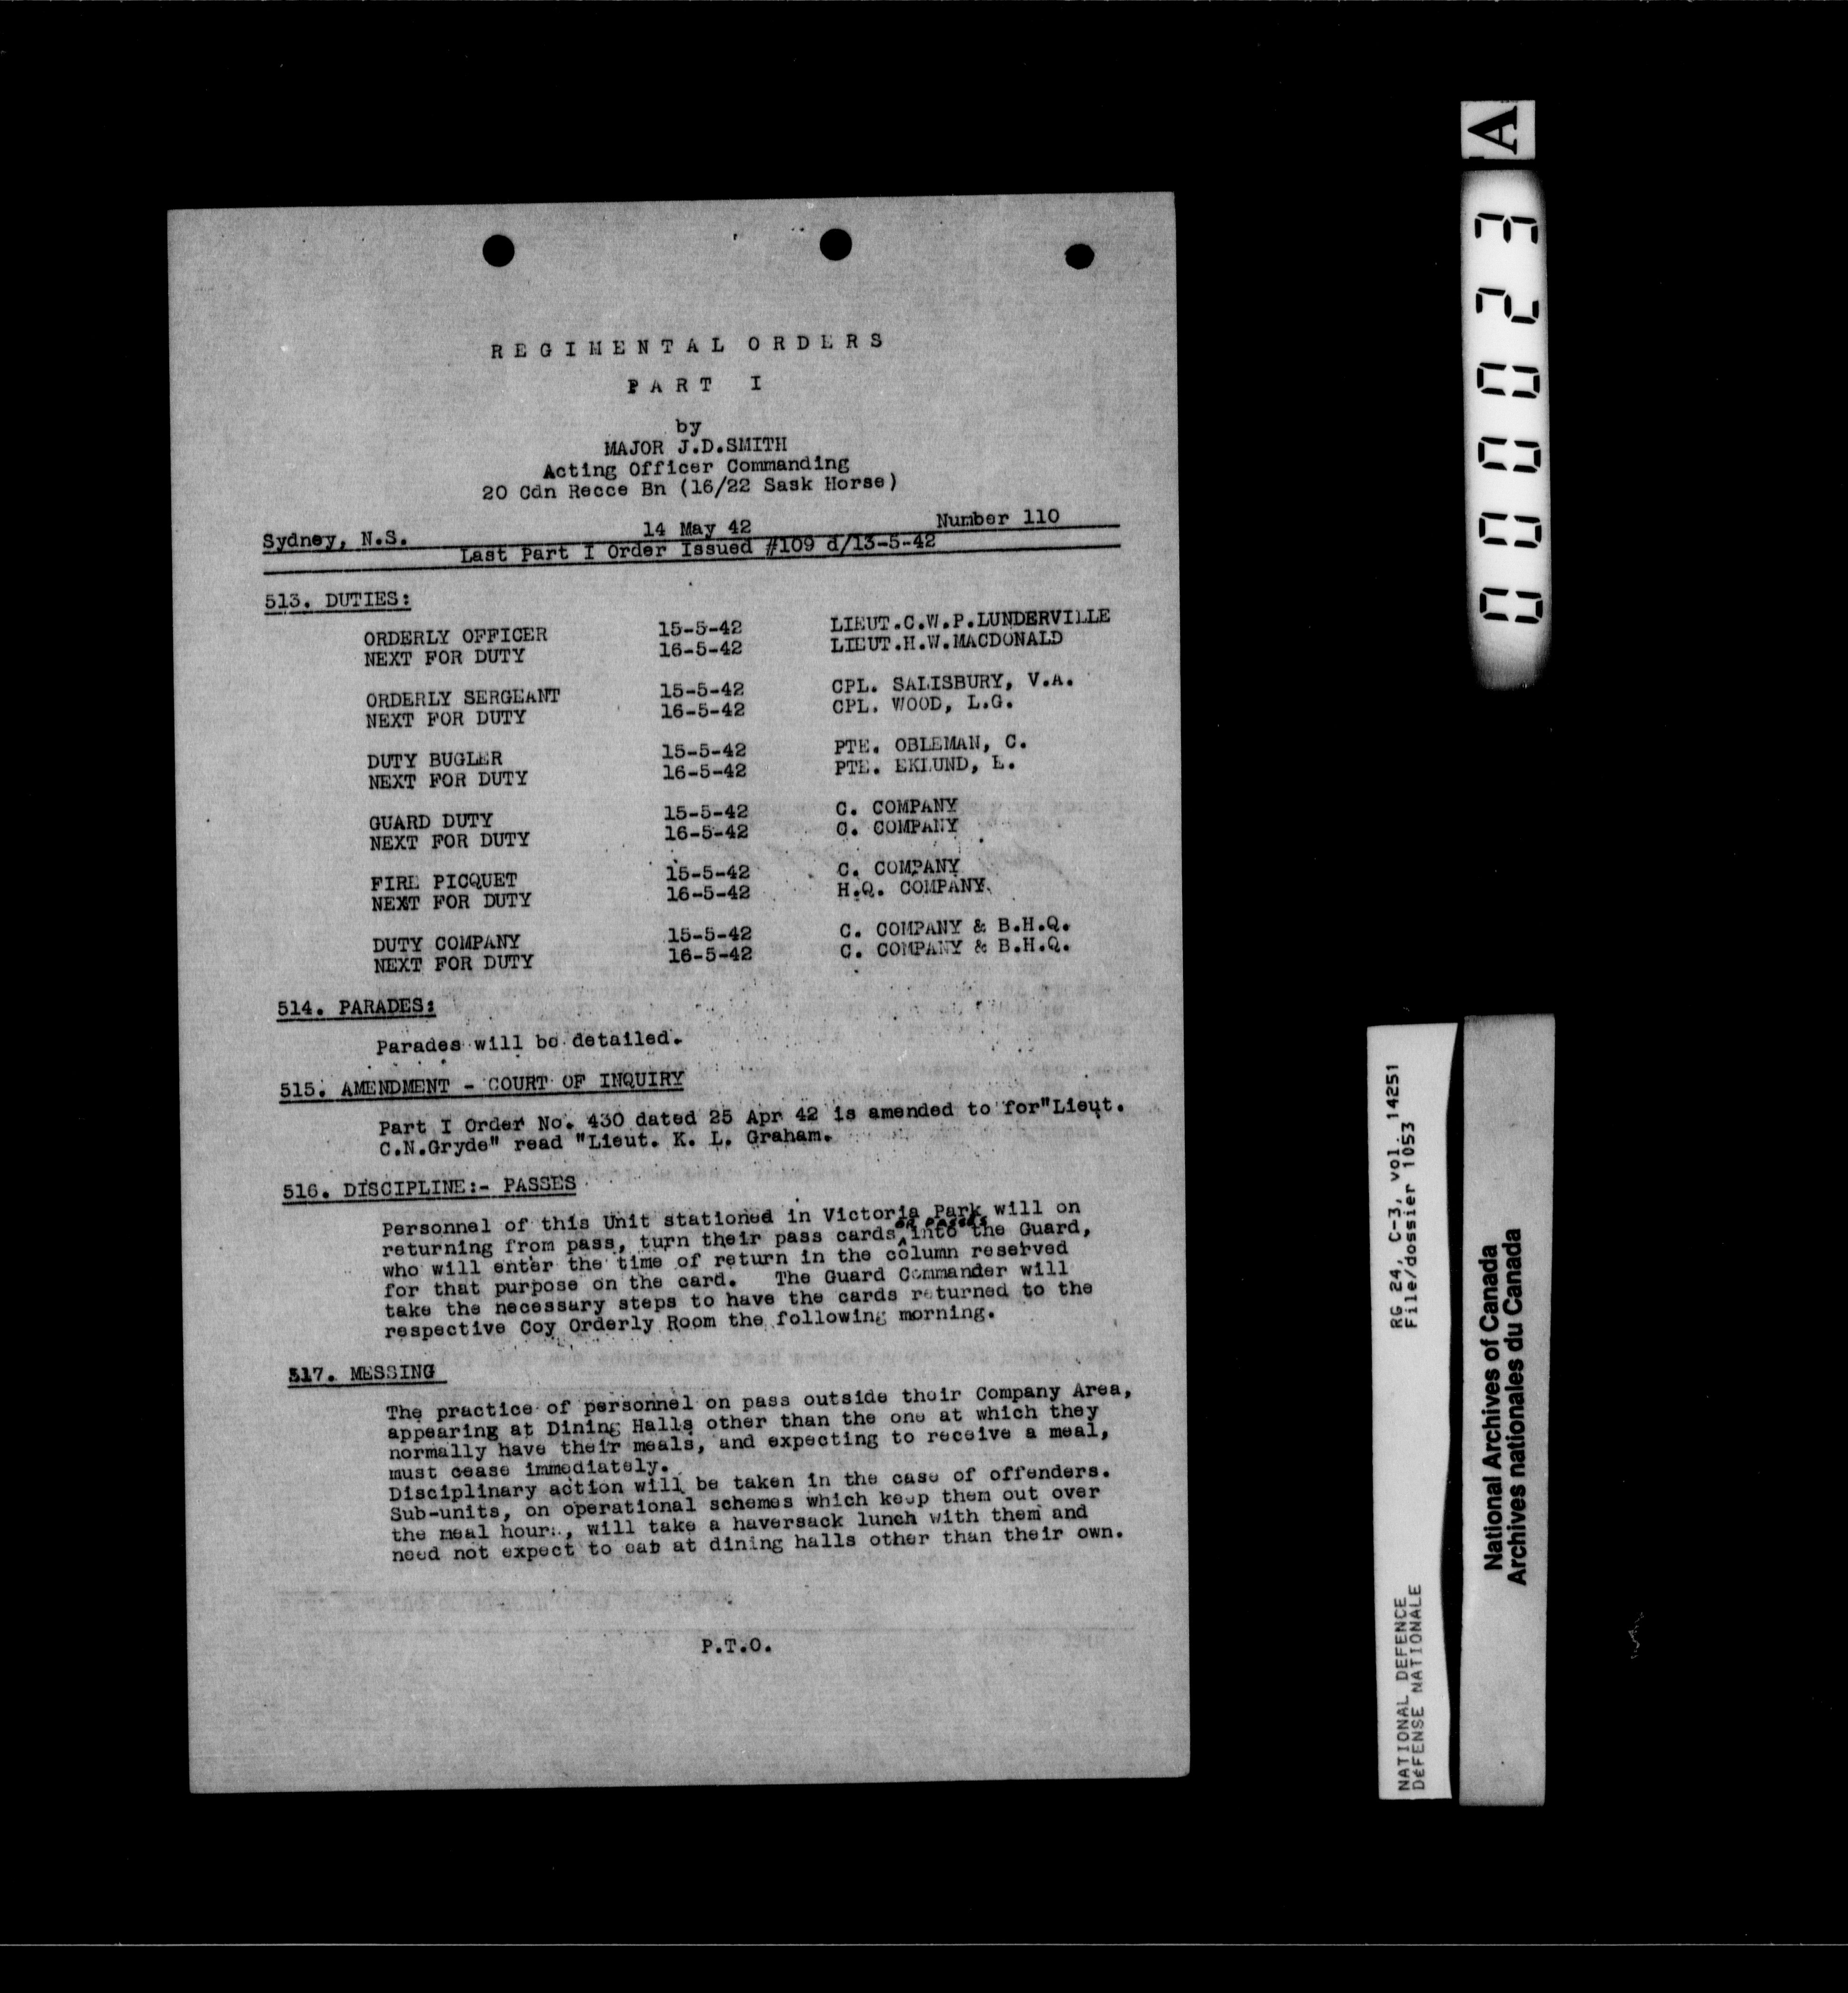 REGIMENTAL ORDERS
PART I
by
MAJOR J.D.SMITH
Acting Officer Commanding
20 Cdn Recce Bn (16/22 Sask Horse)
Sydney, N.S. 14 May 42 Number 110
Last Part I Order Issued #109 d/13-5-42
513. DUTIES:
ORDERLY OFFICER 15-5-42 LIEUT.C.W.P.LUNDERVILLE
NEXT FOR DUTY 16-5-42 LIEUT.H.W.MACDONALD
ORDERLY SERGEANT 15-5-42 CPL. SALISBURY, V.A.
NEXT FOR DUTY 16-5-42 CPL. WOOD, L.G.
DUTY BUGLER 15-5-42 PTE. OBLEMAN, C.
NEXT FOR DUTY 16-5-42 PTE. EKLUND, E.
GUARD DUTY 15-5-42 C. COMPANY
NEXT FOR DUTY 16-5-42 C. COMPANY
FIRE PICQUET 15-5-42 C. COMPANY
NEXT FOR DUTY 16-5-42 H.Q. COMPANY
DUTY COMPANY 15-5-42 C. COMPANY & B.H.Q.
NEXT FOR DUTY 16-5-42 C. COMPANY & B.H.Q.
514. PARADES:
Parades will be detailed.
515. AMENDMENT - COURT OF INQUIRY
Part I Order No. 430 dated 25 Apr 42 is amended to for"Lieut.
C.N.Gryde" read "Lieut. K. L. Graham.
516. DISCIPLINE:- PASSES
Personnel of this Unit stationed in Victoria Park will on
returning from pass, turn their pass cards or passes into the Guard,
who will enter the time of return in the column reserved
for that purpose on the card. The Guard Commander will
take the necessary steps to have the cards returned to the
respective Coy Orderly Room the following morning.
517. MESSING
The practice of personnel on pass outside their Company Area,
appearing at Dining Halls other than the one at which they
normally have their meals, and expecting to receive a meal,
must cease immediately.
Disciplinary action will be taken in the case of offenders.
Sub-units, on operational schemes which keep them out over
the meal hours, will take a haversack lunch with them and
need not expect to eat at dining halls other than their own.
P.T.O.
A
000023
RG 24, C-3, vol. 14251
File/dossier 1053
NATIONAL DEFENCE
DÉFENSE NATIONALE
National Archives of Canada
Archives nationales du Canada